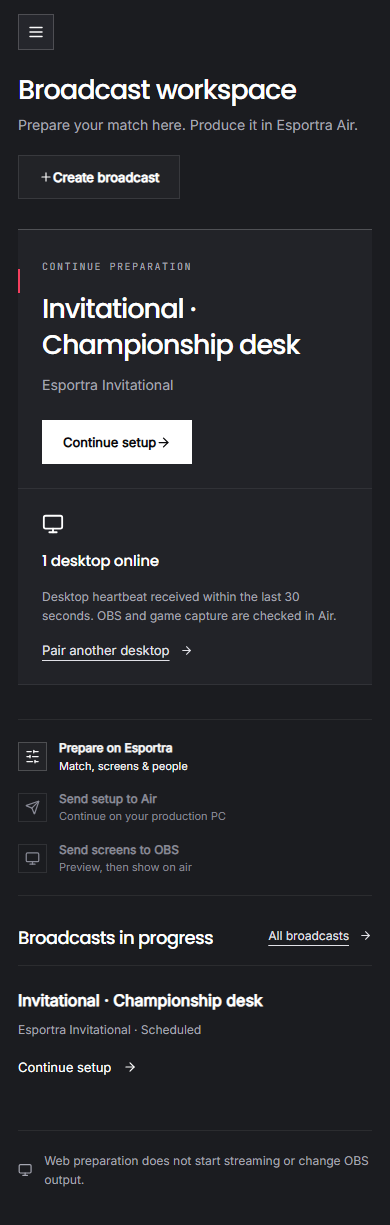 Broadcast workspace
Prepare your match here. Produce it in Esportra Air.
Create broadcast
CONTINUE PREPARATION
Invitational ·
Championship desk
Esportra Invitational
Continue setup
1 desktop online
Desktop heartbeat received within the last 30
seconds. OBS and game capture are checked in Air.
Pair another desktop
Prepare on Esportra
Match, screens & people
Send setup to Air
Continue on your production PC
Send screens to OBS
Preview, then show on air
Broadcasts in progress
All broadcasts
Invitational · Championship desk
Esportra Invitational · Scheduled
Continue setup
Web preparation does not start streaming or change OBS
output.